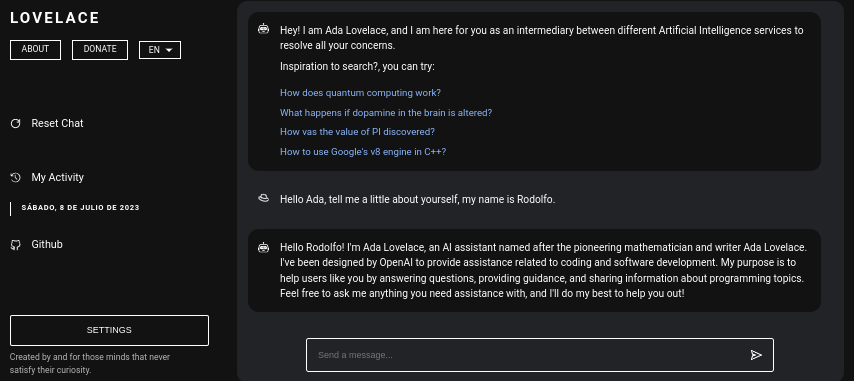 LOVELACE
ABOUT
DONATE
EN
Reset Chat
My Activity
SÁBADO, 8 DE JULIO DE 2023
Github
SETTINGS
Created by and for those minds that never
satisfy their curiosity.
Hey! I am Ada Lovelace, and I am here for you as an intermediary between different Artificial Intelligence services to
resolve all your concerns.
Inspiration to search?, you can try:
How does quantum computing work?
What happens if dopamine in the brain is altered?
How vas the value of PI discovered?
How to use Google's v8 engine in C++?
Hello Ada, tell me a little about yourself, my name is Rodolfo.
Hello Rodolfo! I'm Ada Lovelace, an AI assistant named after the pioneering mathematician and writer Ada Lovelace.
I've been designed by OpenAI to provide assistance related to coding and software development. My purpose is to
help users like you by answering questions, providing guidance, and sharing information about programming topics.
Feel free to ask me anything you need assistance with, and I'll do my best to help you out!
Send a message...